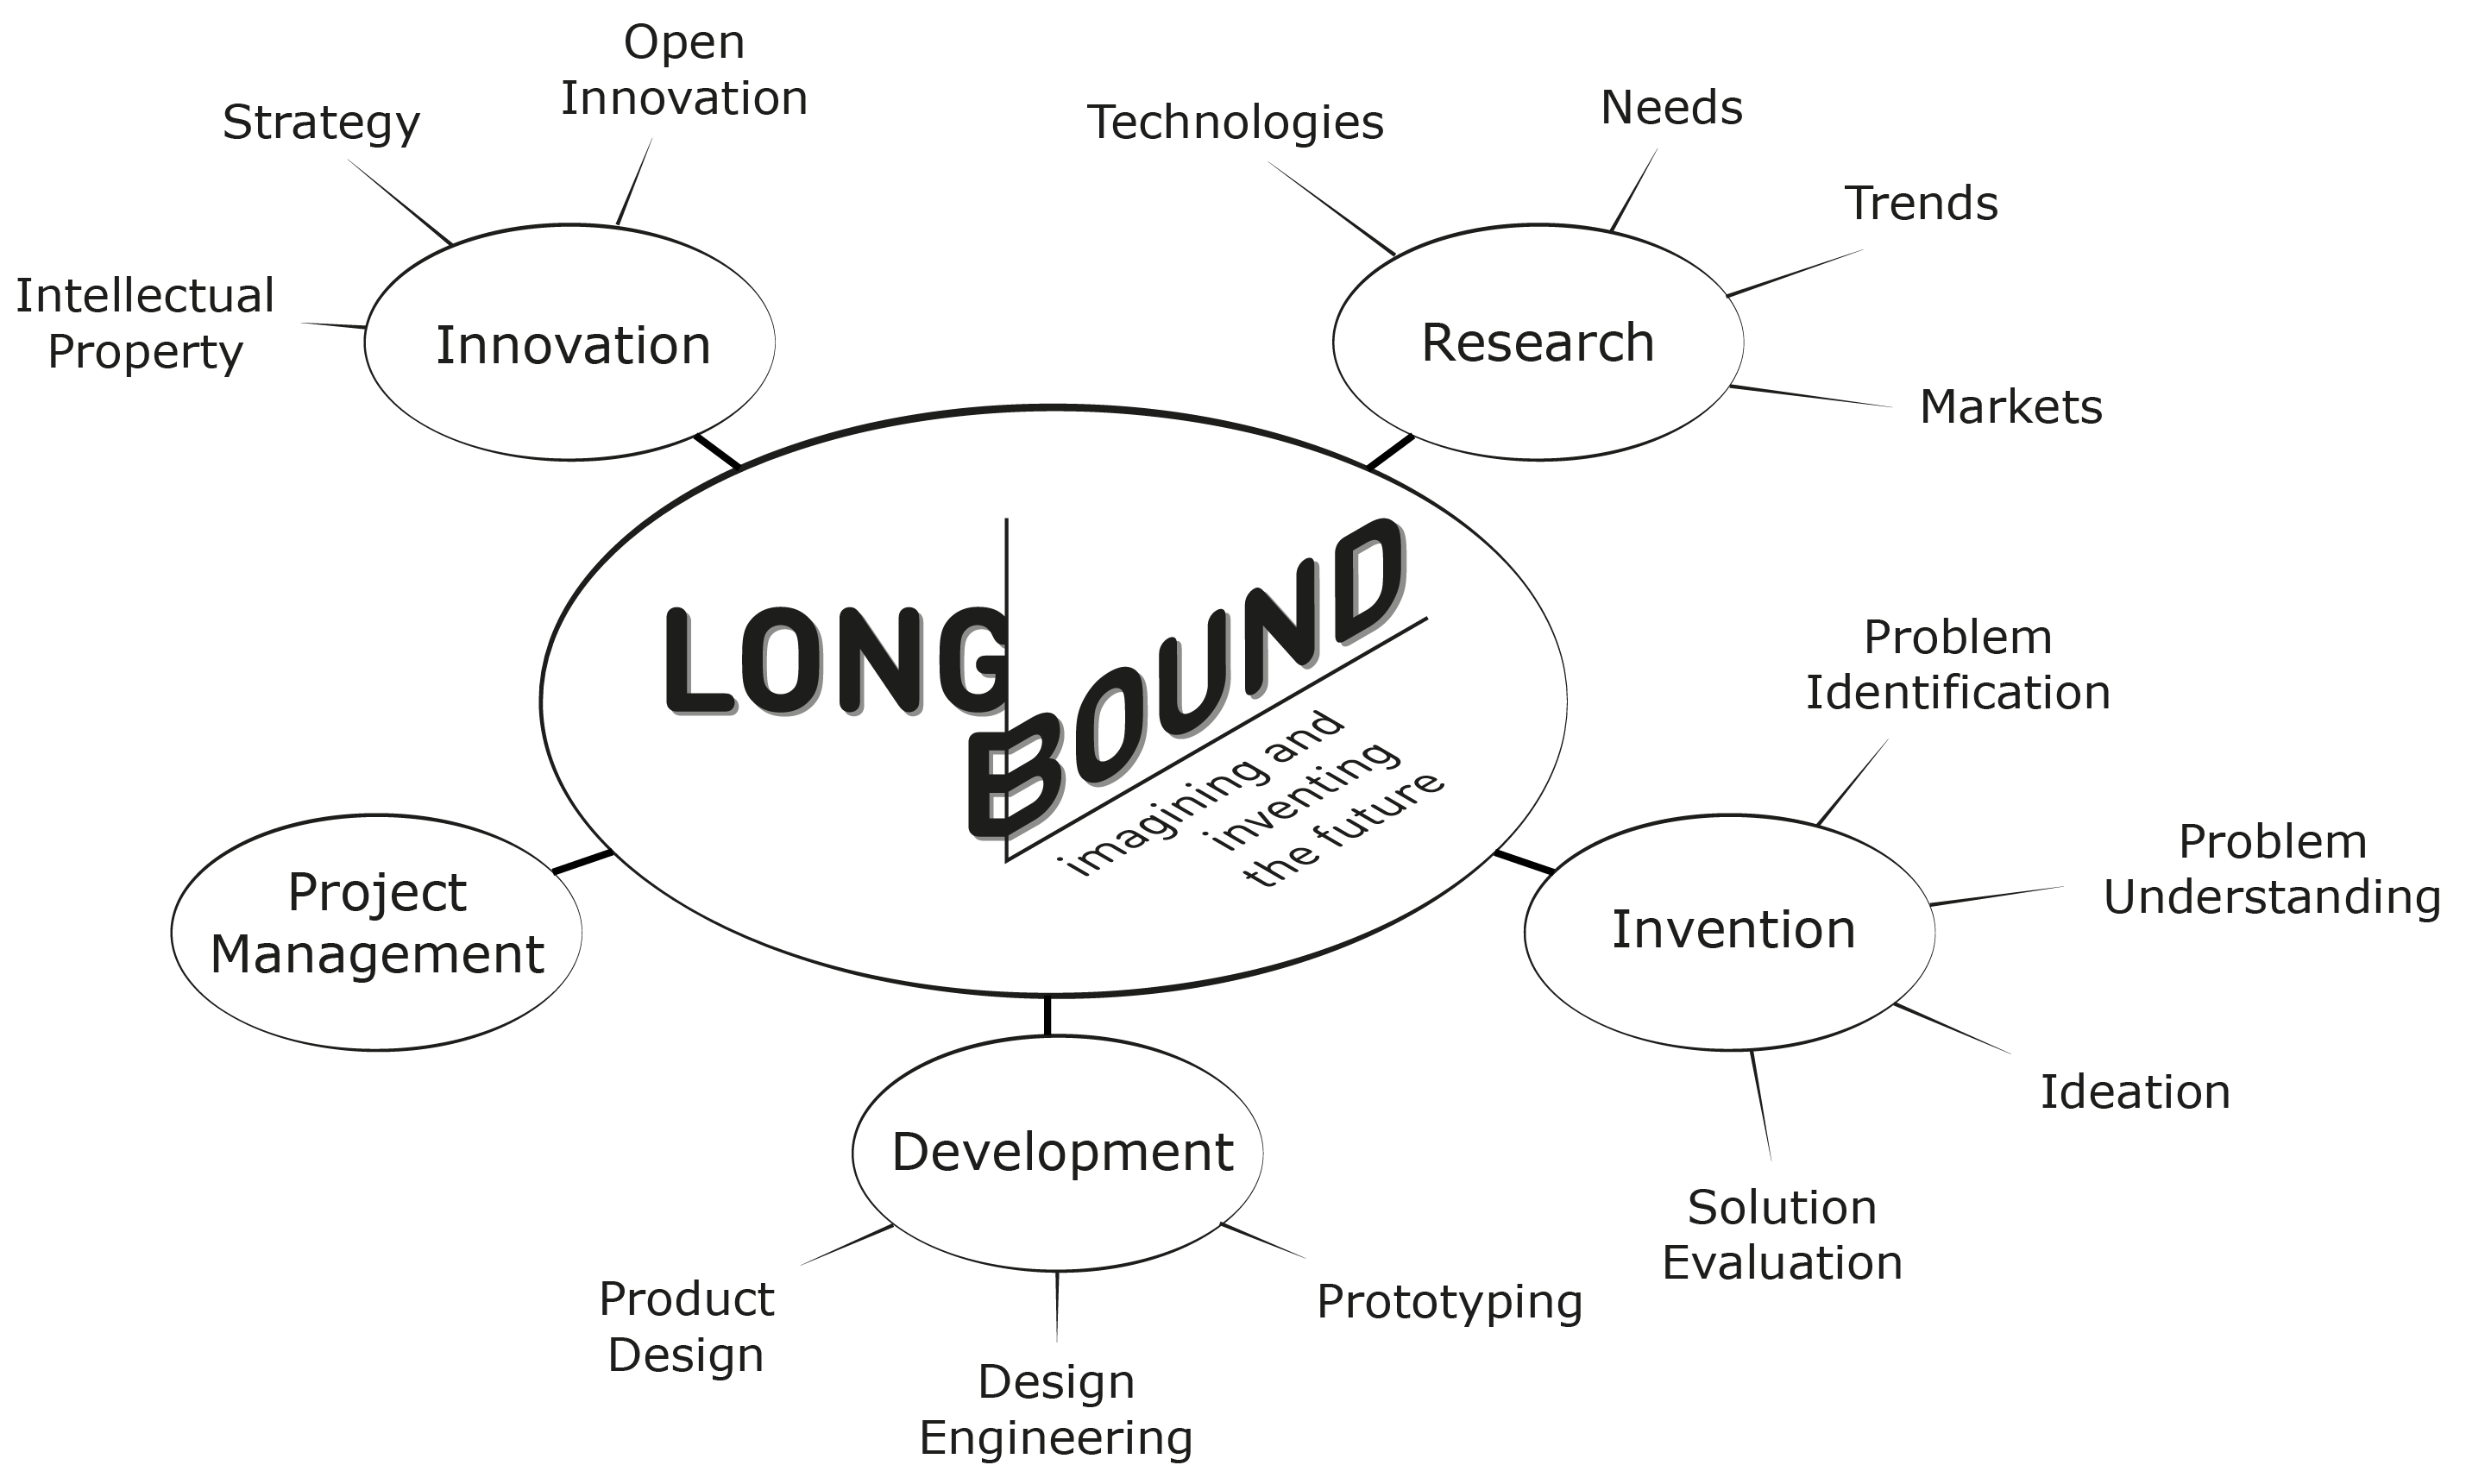 Open
Innovation
Strategy
Intellectual
Property
Innovation
Technologies
Needs
Trends
Markets
Research
LONG
BOUND
imagining and
inventing
the future
Problem
Identification
Problem
Understanding
Ideation
Solution
Evaluation
Invention
Project
Management
Development
Product
Design
Design
Engineering
Prototyping